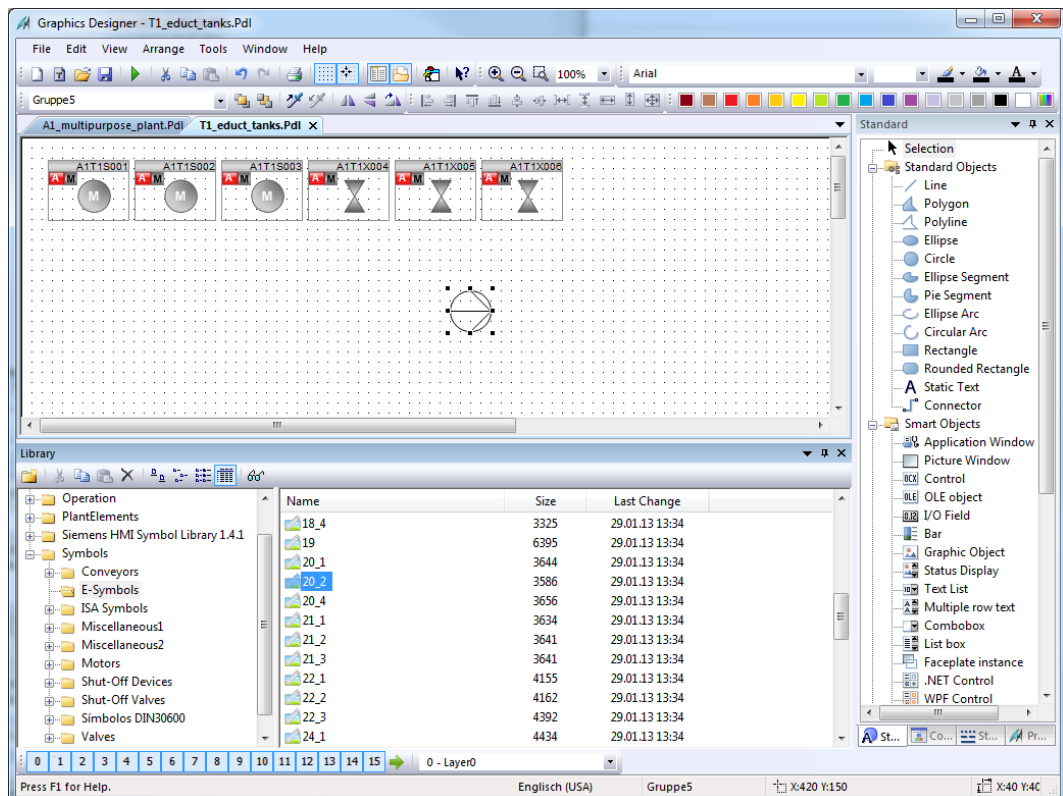 Graphics Designer - T1_educt_tanks.Pdl
File Edit View Arrange Tools Window Help
100% Arial
Gruppe5
A1_multipurpose_plant.Pdl T1_educt_tanks.Pdl
Standard
A1T1S001 A1T1S002 A1T1S003 A1T1X004 A1T1X005 A1T1X006
A M A M A M A M A M A M
M M M
Selection
Standard Objects
Line
Polygon
Polyline
Ellipse
Circle
Ellipse Segment
Pie Segment
Ellipse Arc
Circular Arc
Rectangle
Rounded Rectangle
A Static Text
Connector
Smart Objects
Application Window
Picture Window
OCX Control
OLE OLE object
0.12 I/O Field
Bar
Graphic Object
Status Display
Text List
Multiple row text
Combobox
List box
Faceplate instance
.NET Control
WPF Control
St... Co... St... Pr...
Library
Operation
PlantElements
Siemens HMI Symbol Library 1.4.1
Symbols
Conveyors
E-Symbols
ISA Symbols
Miscellaneous1
Miscellaneous2
Motors
Shut-Off Devices
Shut-Off Valves
Símbolos DIN30600
Valves
Name Size Last Change
18_4 3325 29.01.13 13:34
19 6395 29.01.13 13:34
20_1 3644 29.01.13 13:34
20_2 3586 29.01.13 13:34
20_4 3656 29.01.13 13:34
21_1 3634 29.01.13 13:34
21_2 3641 29.01.13 13:34
21_3 3641 29.01.13 13:34
22_1 4155 29.01.13 13:34
22_2 4162 29.01.13 13:34
22_3 4392 29.01.13 13:34
24_1 4434 29.01.13 13:34
0 1 2 3 4 5 6 7 8 9 10 11 12 13 14 15 0 - Layer0
Press F1 for Help. Englisch (USA) Gruppe5 X:420 Y:150 X:40 Y:40